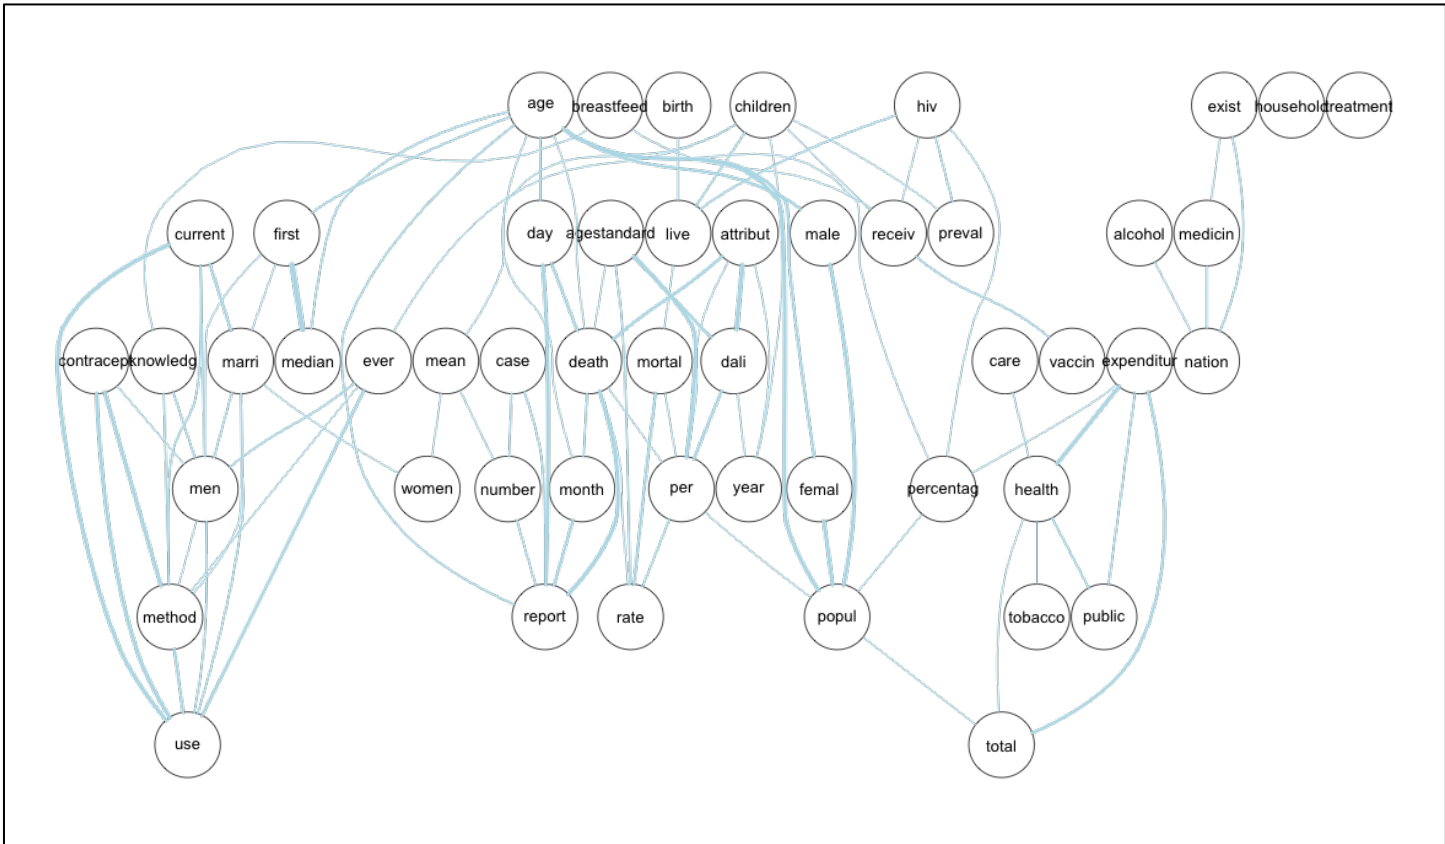 age breastfeed birth children hiv exist household treatment
current first day agestandard live attribut male receiv preval alcohol medicin
contracep knowledg marri median ever mean case death mortal dali care vaccin expenditur nation
men women number month per year femal percentag health
method report rate popul tobacco public
use total